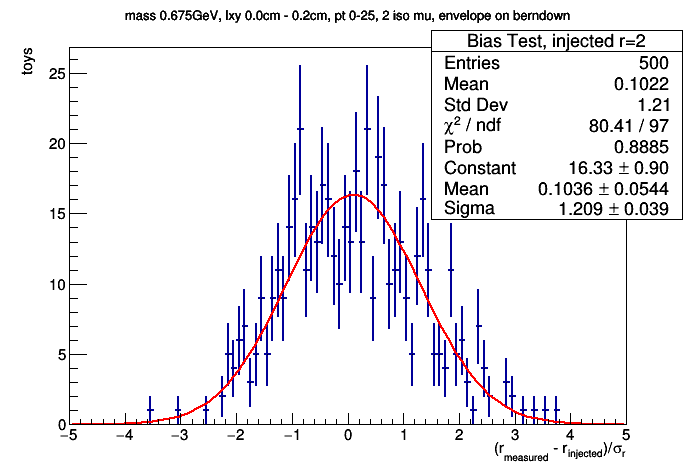 mass 0.675GeV, lxy 0.0cm - 0.2cm, pt 0-25, 2 iso mu, envelope on berndown
toys
Bias Test, injected r=2
Entries 500
Mean 0.1022
Std Dev 1.21
χ² / ndf 80.41 / 97
Prob 0.8885
Constant 16.33 ± 0.90
Mean 0.1036 ± 0.0544
Sigma 1.209 ± 0.039
25
20
15
10
5
0
−5 −4 −3 −2 −1 0 1 2 3 4 5
(r_measured - r_injected)/σ_r